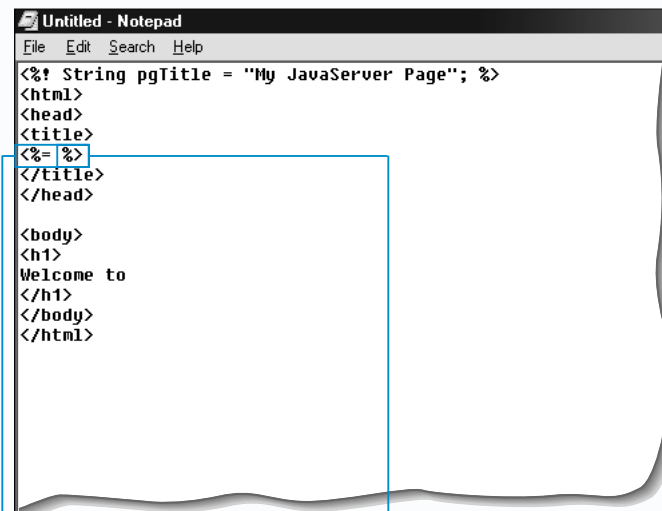 Untitled - Notepad
File Edit Search Help
<%! String pgTitle = "My JavaServer Page"; %>
<html>
<head>
<title>
<%= %>
</title>
</head>
<body>
<h1>
Welcome to
</h1>
</body>
</html>